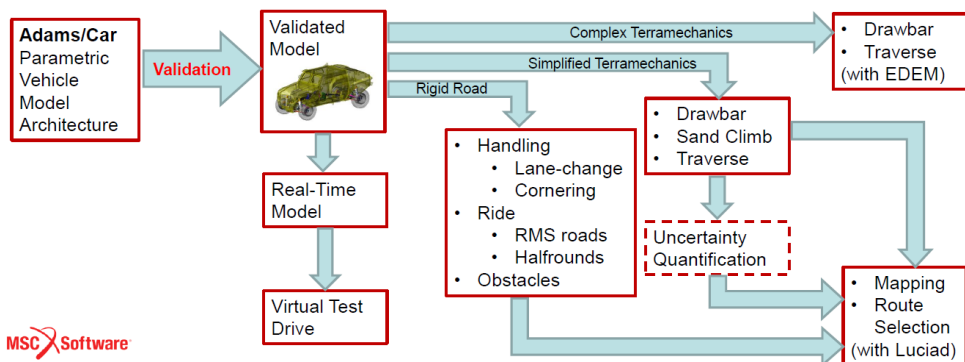 Adams/Car
Parametric
Vehicle
Model
Architecture
Validation
Validated
Model
Complex Terramechanics
Simplified Terramechanics
Rigid Road
• Drawbar
• Traverse
(with EDEM)
• Drawbar
• Sand Climb
• Traverse
• Handling
• Lane-change
• Cornering
• Ride
• RMS roads
• Halfrounds
• Obstacles
Real-Time
Model
Virtual Test
Drive
Uncertainty
Quantification
• Mapping
• Route
Selection
(with Luciad)
MSC Software